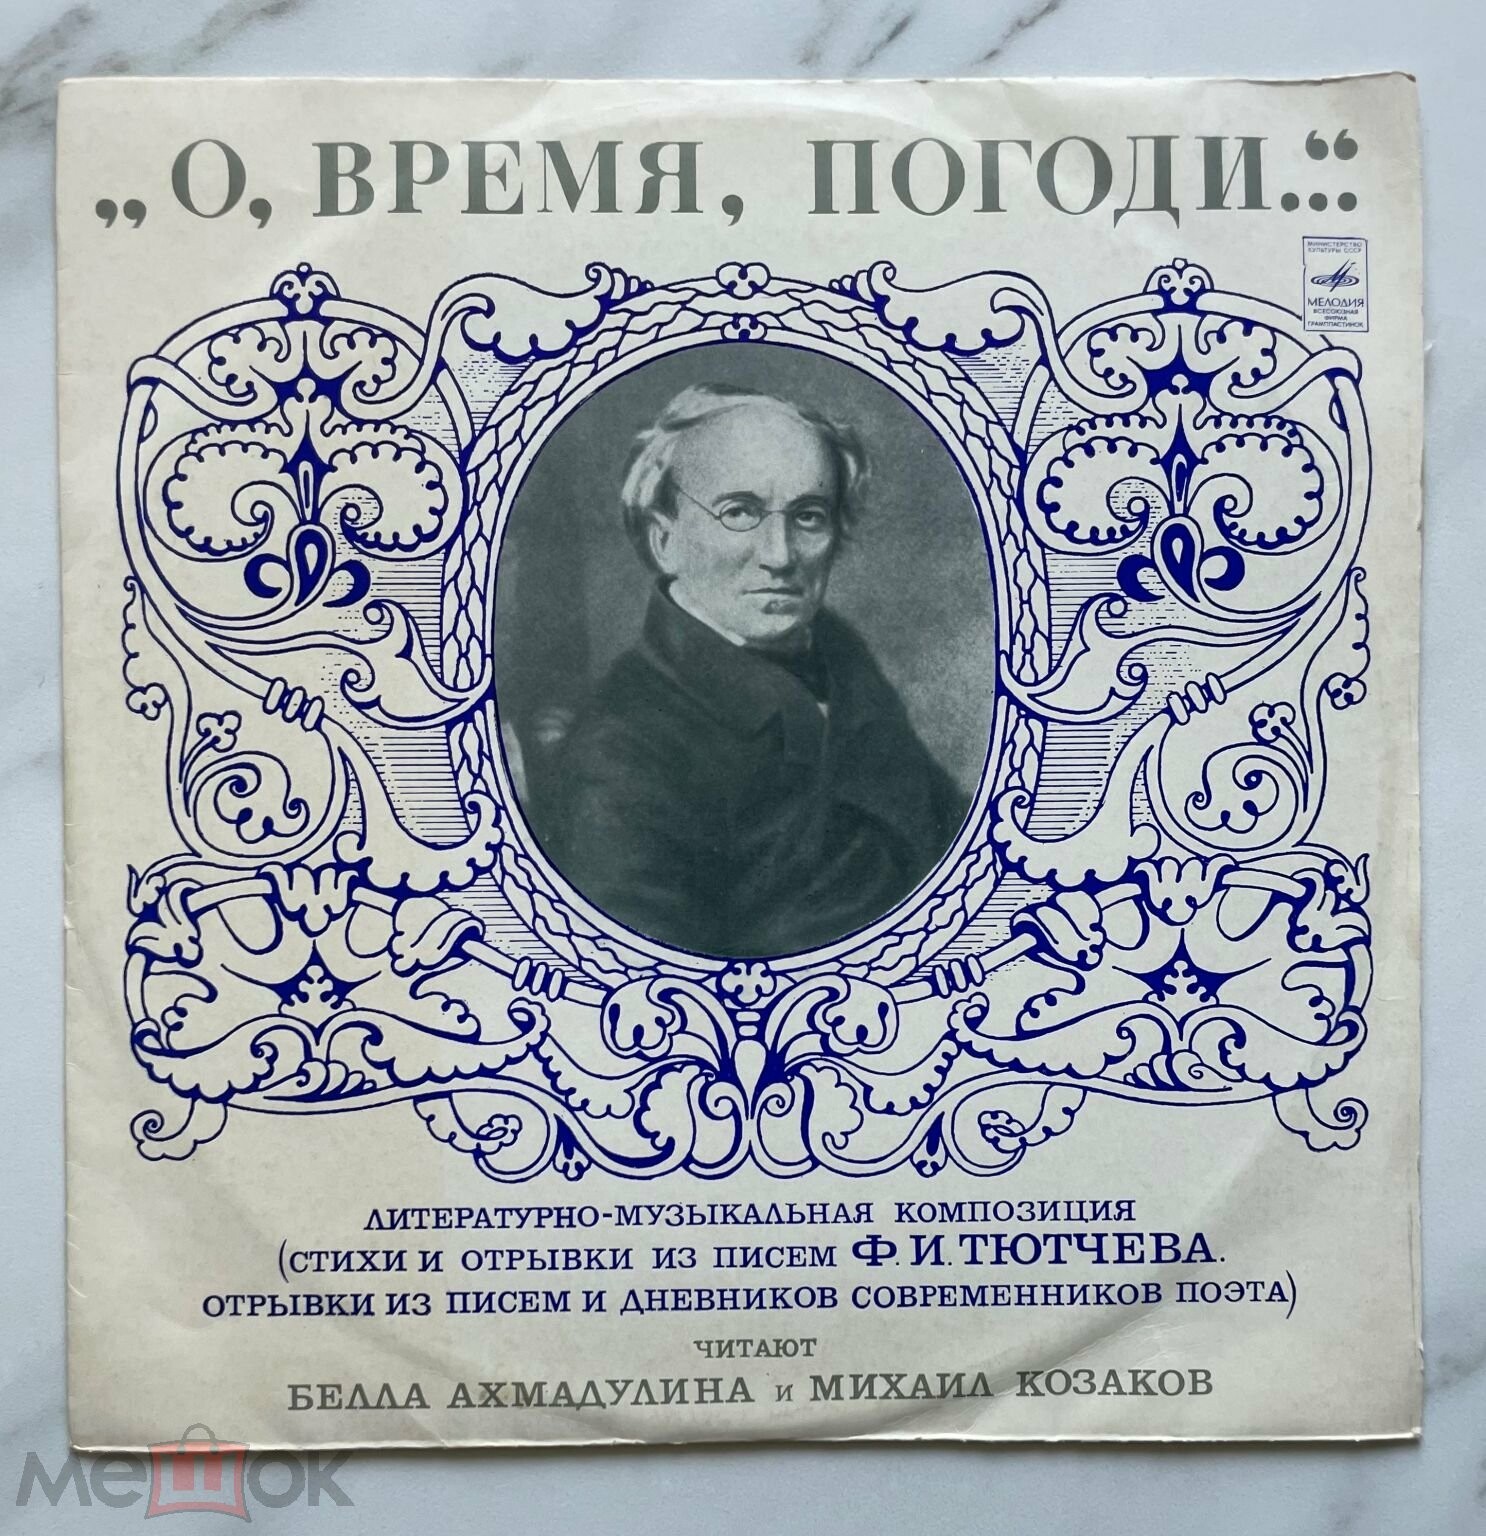 „О, ВРЕМЯ, ПОГОДИ...“
МИНИСТЕРСТВО
КУЛЬТУРЫ СССР
МЕЛОДИЯ
ВСЕСОЮЗНАЯ
ФИРМА
ГРАМПЛАСТИНОК
ЛИТЕРАТУРНО-МУЗЫКАЛЬНАЯ КОМПОЗИЦИЯ
(СТИХИ И ОТРЫВКИ ИЗ ПИСЕМ Ф. И. ТЮТЧЕВА.
ОТРЫВКИ ИЗ ПИСЕМ И ДНЕВНИКОВ СОВРЕМЕННИКОВ ПОЭТА)
ЧИТАЮТ
БЕЛЛА АХМАДУЛИНА И МИХАИЛ КОЗАКОВ
мешок